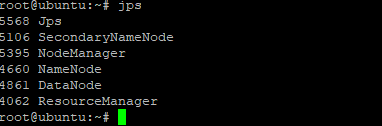 root@ubuntu:~# jps
5568 Jps
5106 SecondaryNameNode
5395 NodeManager
4660 NameNode
4861 DataNode
4062 ResourceManager
root@ubuntu:~#